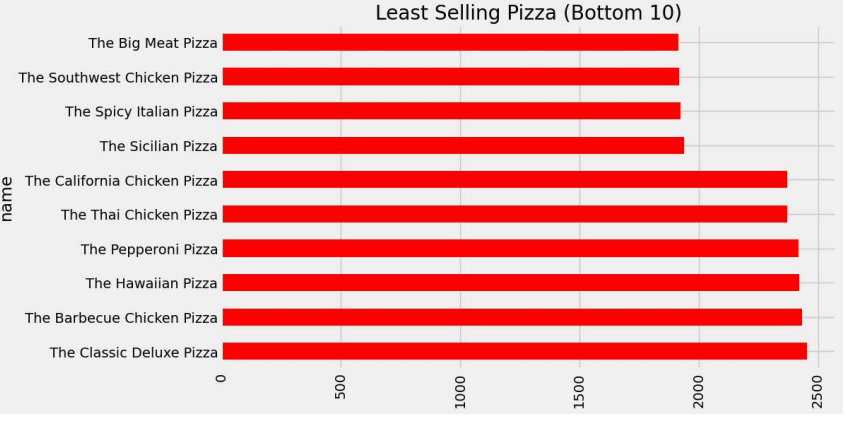 Least Selling Pizza (Bottom 10)
The Big Meat Pizza
The Southwest Chicken Pizza
The Spicy Italian Pizza
The Sicilian Pizza
The California Chicken Pizza
The Thai Chicken Pizza
The Pepperoni Pizza
The Hawaiian Pizza
The Barbecue Chicken Pizza
The Classic Deluxe Pizza
name
0
500
1000
1500
2000
2500